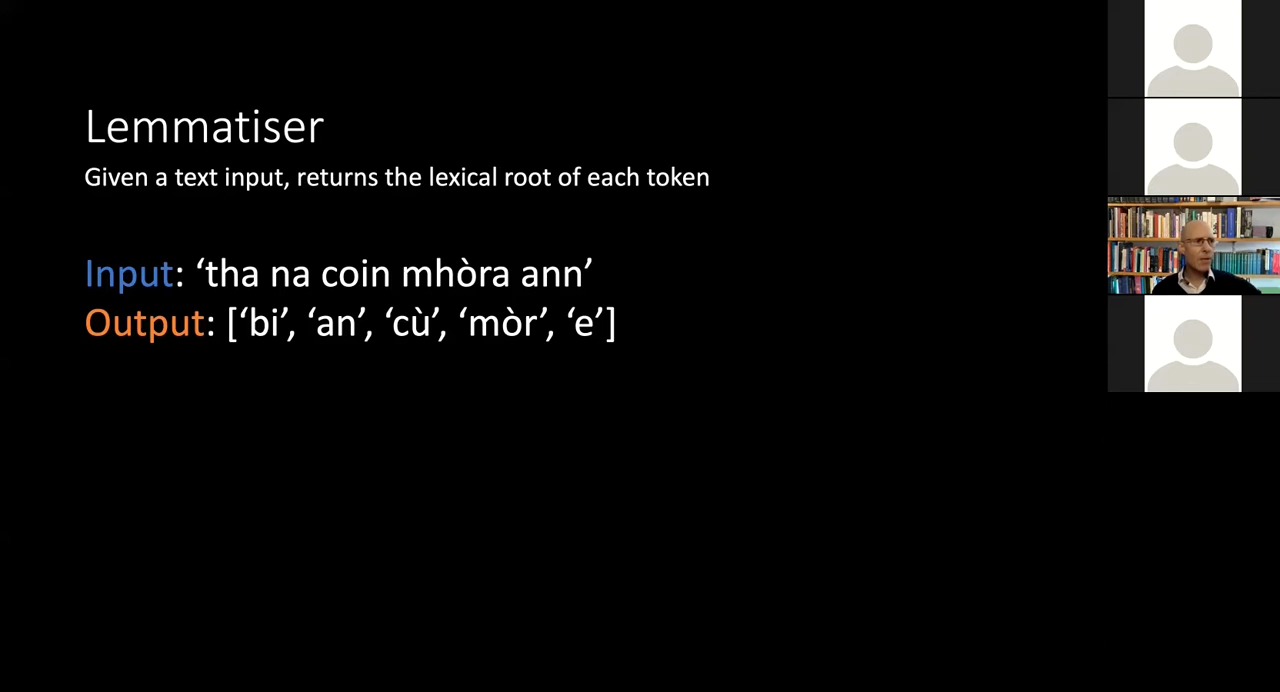 Lemmatiser
Given a text input, returns the lexical root of each token
Input: ‘tha na coin mhòra ann’
Output: [‘bi’, ‘an’, ‘cù’, ‘mòr’, ‘e’]